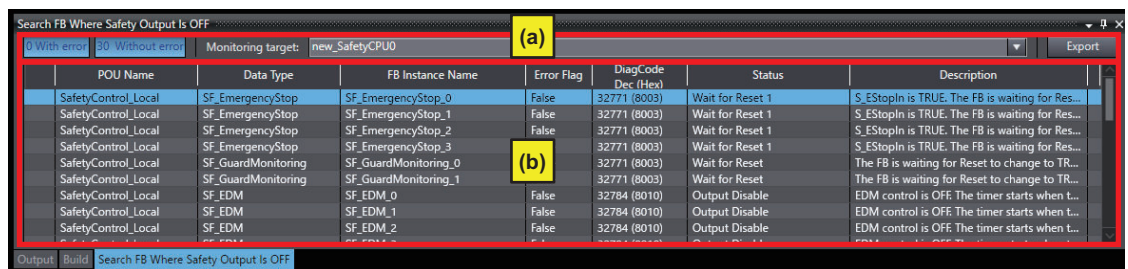 Search FB Where Safety Output Is OFF
0 With error 30 Without error Monitoring target: new_SafetyCPU0 (a) Export
POU Name Data Type FB Instance Name Error Flag DiagCode Dec (Hex) Status Description
SafetyControl_Local SF_EmergencyStop SF_EmergencyStop_0 False 32771 (8003) Wait for Reset 1 S_EStopIn is TRUE. The FB is waiting for Res...
SafetyControl_Local SF_EmergencyStop SF_EmergencyStop_1 False 32771 (8003) Wait for Reset 1 S_EStopIn is TRUE. The FB is waiting for Res...
SafetyControl_Local SF_EmergencyStop SF_EmergencyStop_2 False 32771 (8003) Wait for Reset 1 S_EStopIn is TRUE. The FB is waiting for Res...
SafetyControl_Local SF_EmergencyStop SF_EmergencyStop_3 32771 (8003) Wait for Reset 1 S_EStopIn is TRUE. The FB is waiting for Res...
SafetyControl_Local SF_GuardMonitoring SF_GuardMonitoring_0 (b) 32771 (8003) Wait for Reset The FB is waiting for Reset to change to TR...
SafetyControl_Local SF_GuardMonitoring SF_GuardMonitoring_1 32771 (8003) Wait for Reset The FB is waiting for Reset to change to TR...
SafetyControl_Local SF_EDM SF_EDM_0 False 32784 (8010) Output Disable EDM control is OFF. The timer starts when t...
SafetyControl_Local SF_EDM SF_EDM_1 False 32784 (8010) Output Disable EDM control is OFF. The timer starts when t...
SafetyControl_Local SF_EDM SF_EDM_2 False 32784 (8010) Output Disable EDM control is OFF. The timer starts when t...
Output Build Search FB Where Safety Output Is OFF